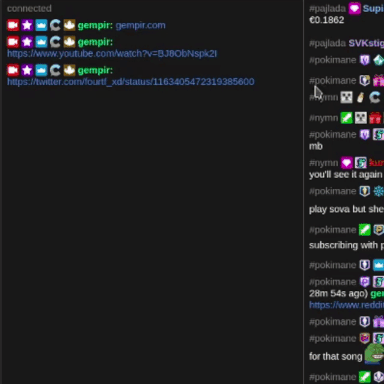 connected
gempir: gempir.com
gempir:
https://www.youtube.com/watch?v=BJ8ObNspk2I
gempir:
https://twitter.com/fourtf_xd/status/1163405472319385600
#pajlada Supi
€0.1862
#pajlada SVKstig
#pokimane
#pokimane
#nymn
#nymn
#pokimane
mb
#nymn
you'll see it again
#pokimane
play sova but she
#pokimane
subscribing with p
#pokimane
#pokimane
28m 54s ago) ge
https://www.reddi
#pokimane
#pokimane
for that song
#pokimane